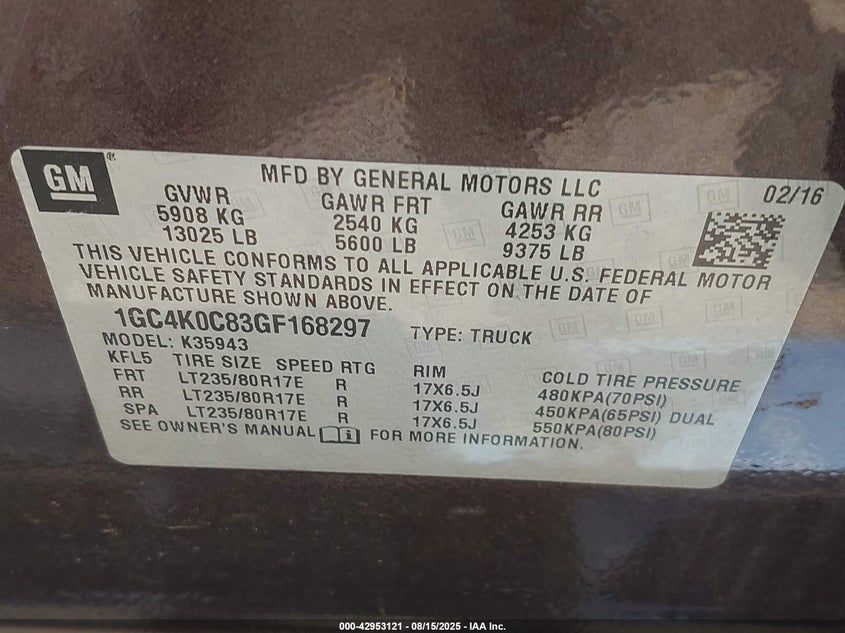 GM
MFD BY GENERAL MOTORS LLC 02/16
GVWR GAWR FRT GAWR RR
5908 KG 2540 KG 4253 KG
13025 LB 5600 LB 9375 LB
THIS VEHICLE CONFORMS TO ALL APPLICABLE U.S. FEDERAL MOTOR
VEHICLE SAFETY STANDARDS IN EFFECT ON THE DATE OF
MANUFACTURE SHOWN ABOVE.
1GC4K0C83GF168297 TYPE: TRUCK
MODEL: K35943
KFL5 TIRE SIZE SPEED RTG RIM COLD TIRE PRESSURE
FRT LT235/80R17E R 17X6.5J 480KPA(70PSI)
RR LT235/80R17E R 17X6.5J 450KPA(65PSI) DUAL
SPA LT235/80R17E R 17X6.5J 550KPA(80PSI)
SEE OWNER'S MANUAL FOR MORE INFORMATION.
000-42953121 - 08/15/2025 - IAA Inc.